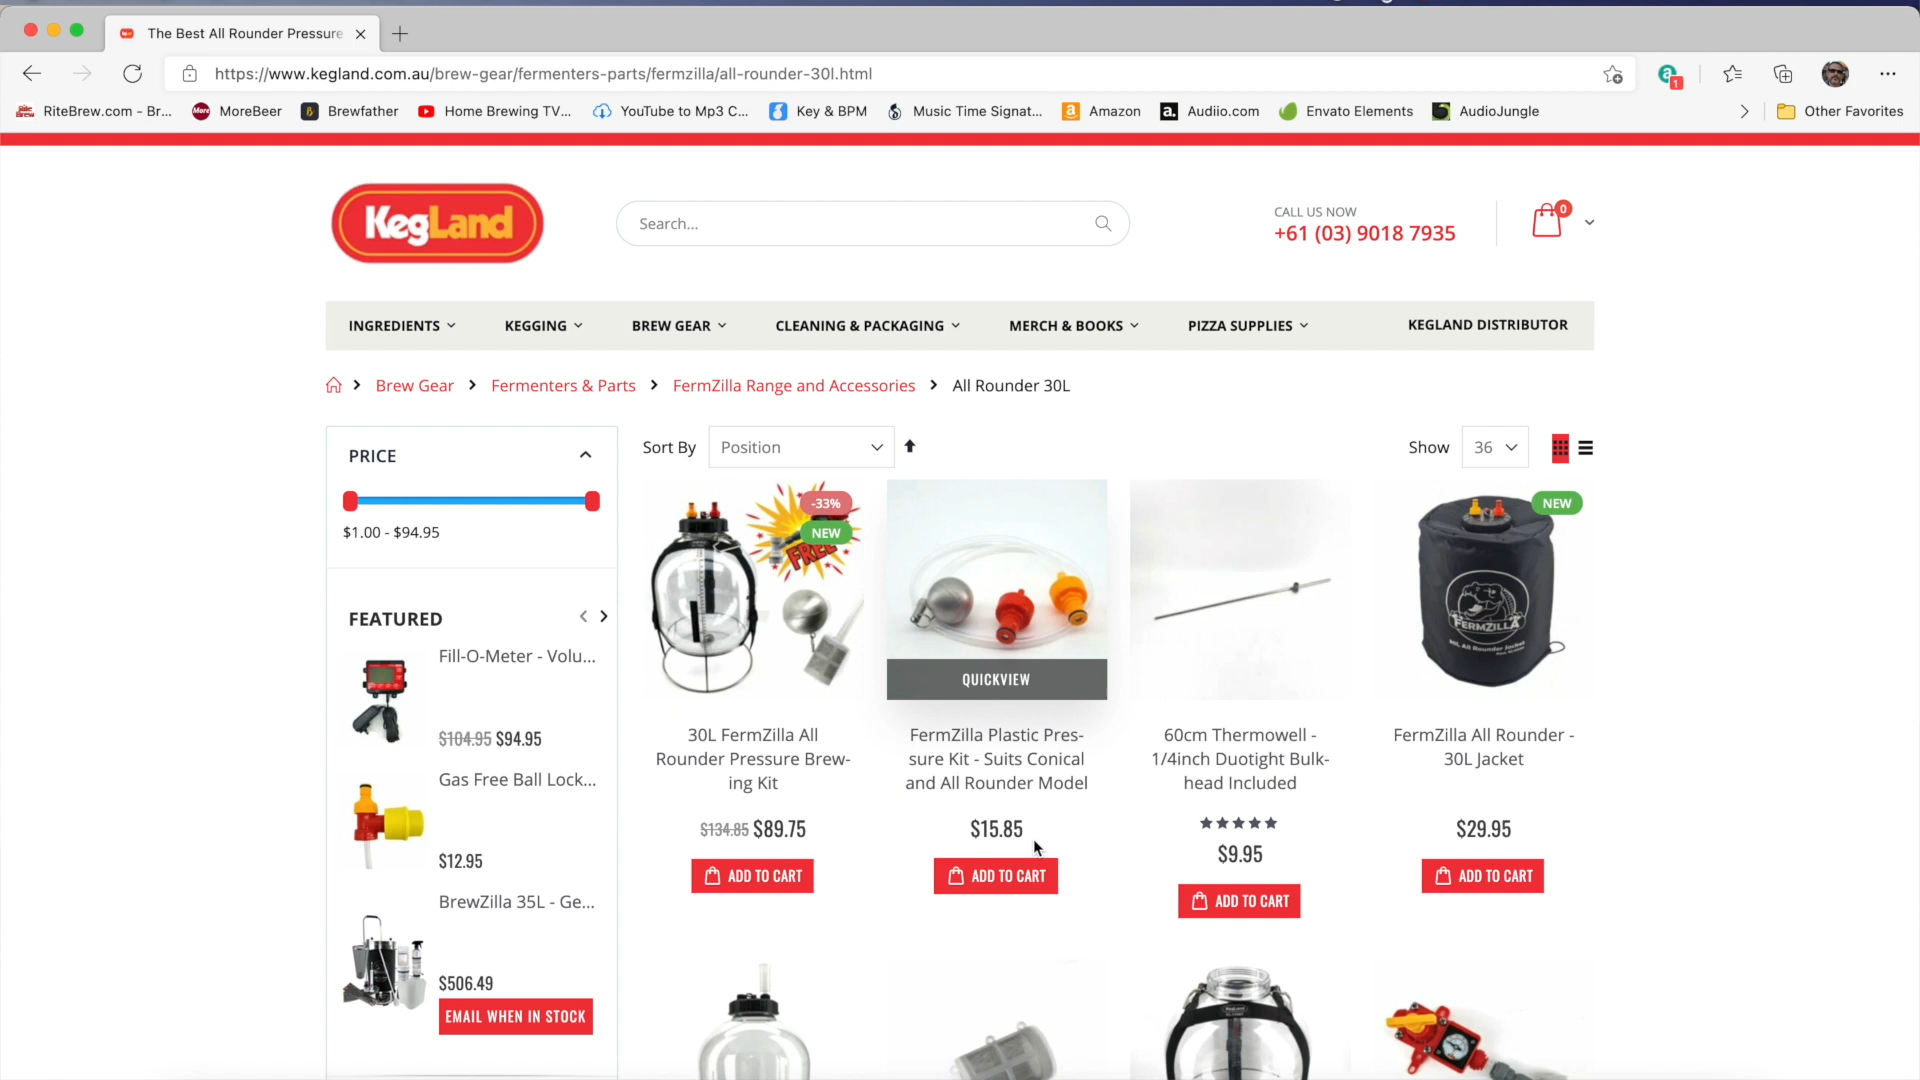 The Best All Rounder Pressure
https://www.kegland.com.au/brew-gear/fermenters-parts/fermzilla/all-rounder-30l.html
1
RiteBrew.com - Br...
MoreBeer
Brewfather
Home Brewing TV...
YouTube to Mp3 C...
Key & BPM
Music Time Signat...
Amazon
Audiio.com
Envato Elements
AudioJungle
Other Favorites
KegLand
Search...
CALL US NOW
+61 (03) 9018 7935
0
INGREDIENTS
KEGGING
BREW GEAR
CLEANING & PACKAGING
MERCH & BOOKS
PIZZA SUPPLIES
KEGLAND DISTRIBUTOR
Brew Gear
Fermenters & Parts
FermZilla Range and Accessories
All Rounder 30L
PRICE
$1.00 - $94.95
FEATURED
Fill-O-Meter - Volu...
$104.95 $94.95
Gas Free Ball Lock...
$12.95
BrewZilla 35L - Ge...
$506.49
EMAIL WHEN IN STOCK
Sort By
Position
Show
36
-33%
NEW
FREE
30L FermZilla All
Rounder Pressure Brew-
ing Kit
$134.85 $89.75
ADD TO CART
QUICKVIEW
FermZilla Plastic Pres-
sure Kit - Suits Conical
and All Rounder Model
$15.85
ADD TO CART
60cm Thermowell -
1/4inch Duotight Bulk-
head Included
$9.95
ADD TO CART
NEW
FERMZILLA
30L All Rounder Jacket
FermZilla All Rounder -
30L Jacket
$29.95
ADD TO CART